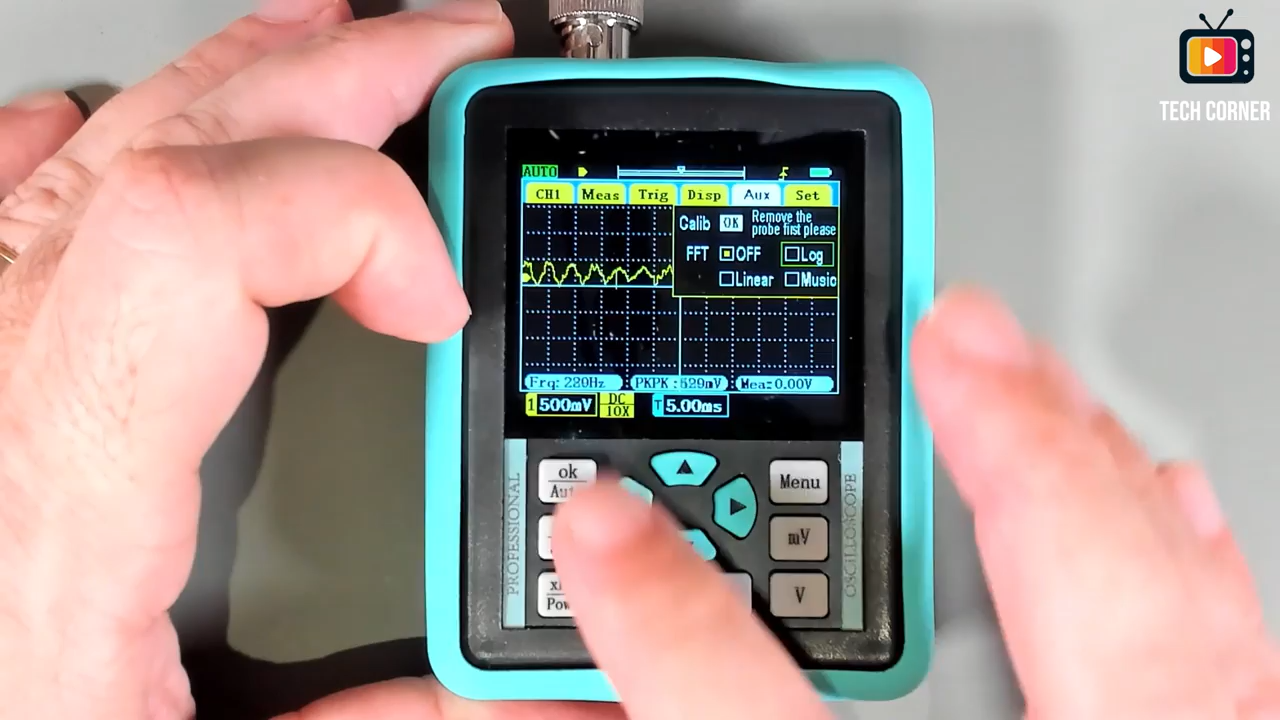 TECH CORNER
AUTO
CH1 Meas Trig Disp Aux Set
Calib OK Remove the
probe first please
FFT OFF Log
Linear Music
Frq: 220Hz PKPK :529mV Mea:0.00V
1 500mV DC
10X T 5.00ms
PROFESSIONAL
ok
Menu
mV
V
OSCILLOSCOPE